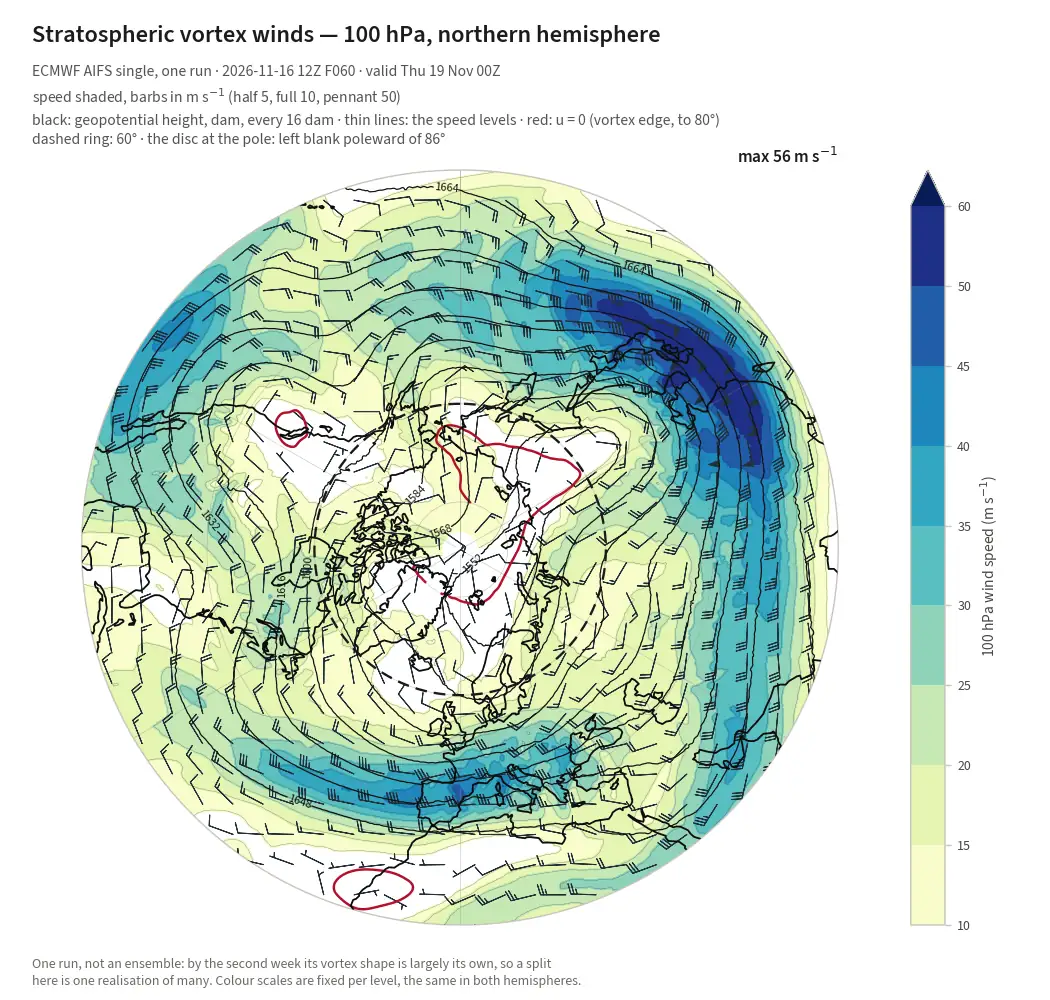 Stratospheric vortex winds — 100 hPa, northern hemisphere
ECMWF AIFS single, one run · 2026-11-16 12Z F060 · valid Thu 19 Nov 00Z
speed shaded, barbs in m s⁻¹ (half 5, full 10, pennant 50)
black: geopotential height, dam, every 16 dam · thin lines: the speed levels · red: u = 0 (vortex edge, to 80°)
dashed ring: 60° · the disc at the pole: left blank poleward of 86°
max 56 m s⁻¹
1664
1664
1584
1632
1568
1552
1648
60
50
45
40
35
30
25
20
15
10
100 hPa wind speed (m s⁻¹)
One run, not an ensemble: by the second week its vortex shape is largely its own, so a split
here is one realisation of many. Colour scales are fixed per level, the same in both hemispheres.